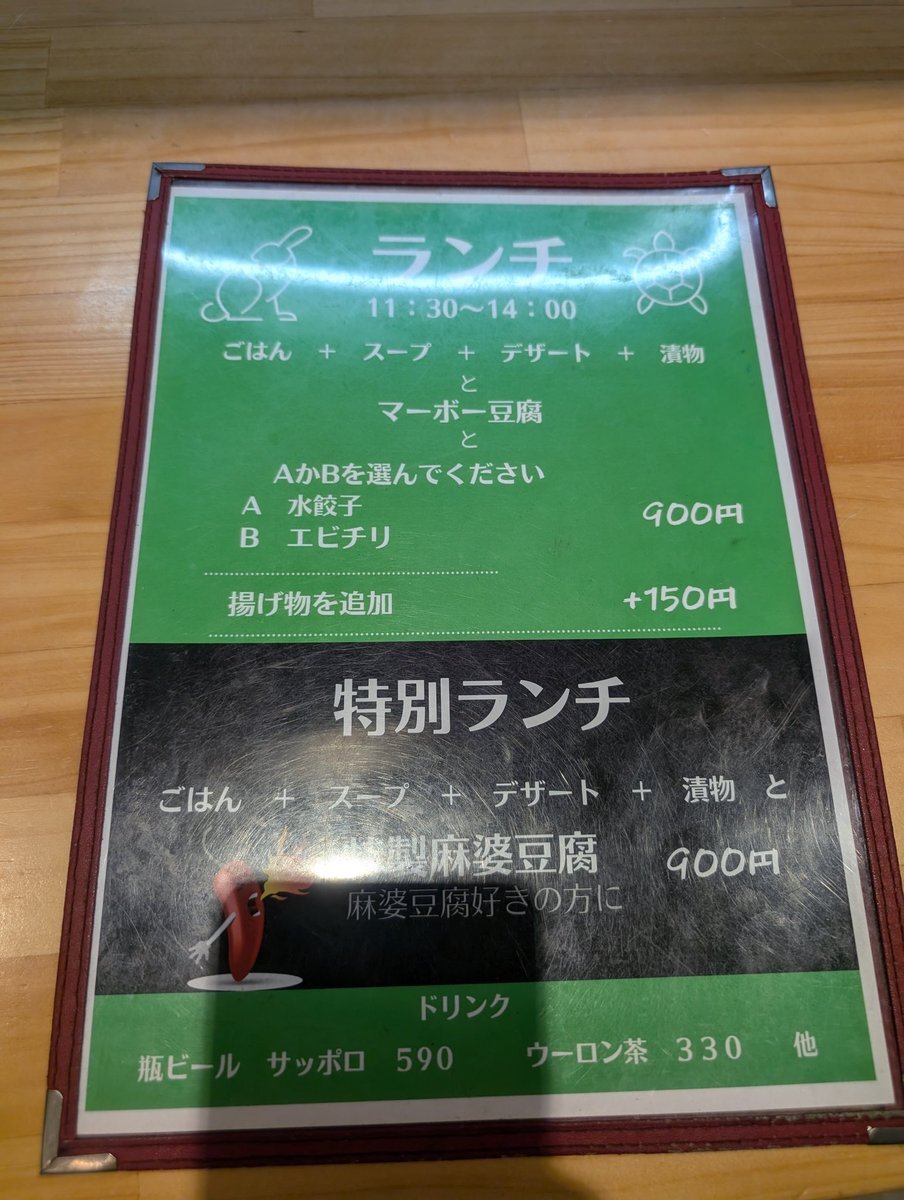 ランチ
11：30〜14：00
ごはん ＋ スープ ＋ デザート ＋ 漬物
と
マーボー豆腐
と
AかBを選んでください
A 水餃子
B エビチリ 900円
揚げ物を追加 +150円
特別ランチ
ごはん ＋ スープ ＋ デザート ＋ 漬物 と
特製麻婆豆腐 900円
麻婆豆腐好きの方に
ドリンク
瓶ビール サッポロ 590 ウーロン茶 330 他